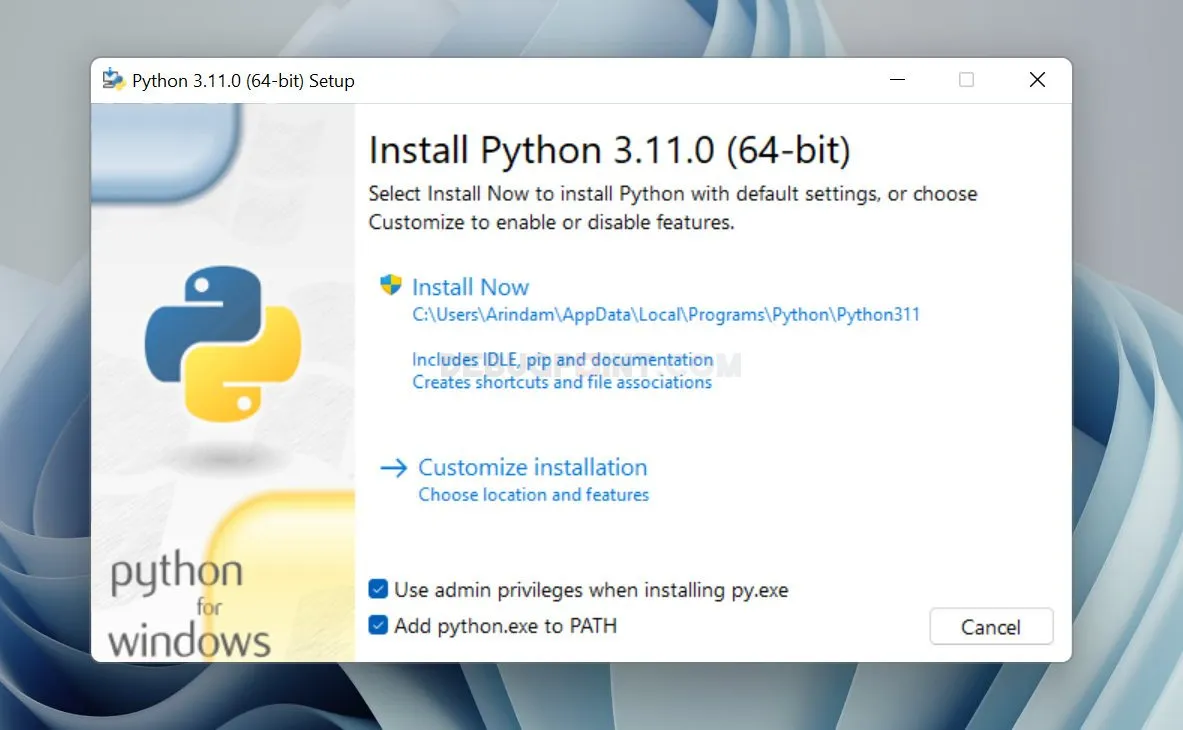 Python 3.11.0 (64-bit) Setup
Install Python 3.11.0 (64-bit)
Select Install Now to install Python with default settings, or choose
Customize to enable or disable features.
Install Now
C:\Users\Arindam\AppData\Local\Programs\Python\Python311
Includes IDLE, pip and documentation
DEBUGPOINT.COM
Creates shortcuts and file associations
Customize installation
Choose location and features
python
for
windows
Use admin privileges when installing py.exe
Add python.exe to PATH
Cancel